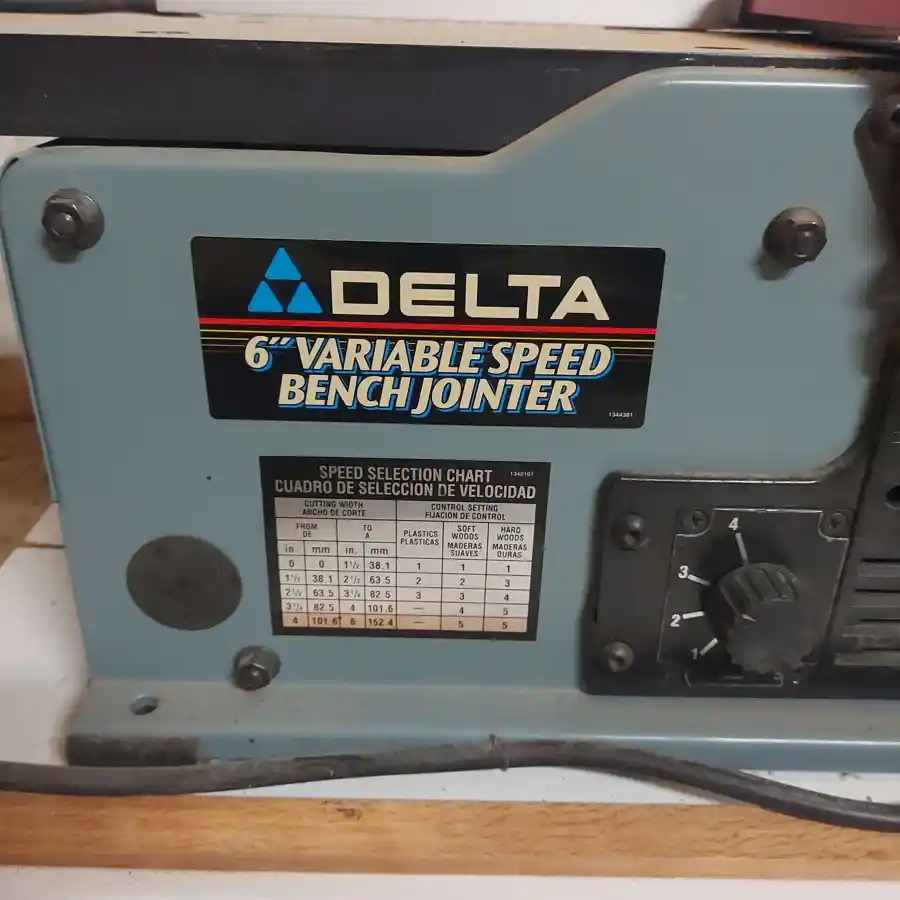 DELTA
6" VARIABLE SPEED
BENCH JOINTER
1344381
SPEED SELECTION CHART 1340107
CUADRO DE SELECCION DE VELOCIDAD
CUTTING WIDTH CONTROL SETTING
ANCHO DE CORTE FIJACION DE CONTROL
FROM TO PLASTICS SOFT WOODS HARD WOODS
DE A PLASTICAS MADERAS SUAVES MADERAS DURAS
in. mm in. mm
0 0 1 1/2 38.1 1 1 1
1 1/2 38.1 2 1/2 63.5 2 2 3
2 1/2 63.5 3 1/4 82.5 3 3 4
3 1/4 82.5 4 101.6 — 4 5
4 101.6 6 152.4 — 5 5
4
3
2
1